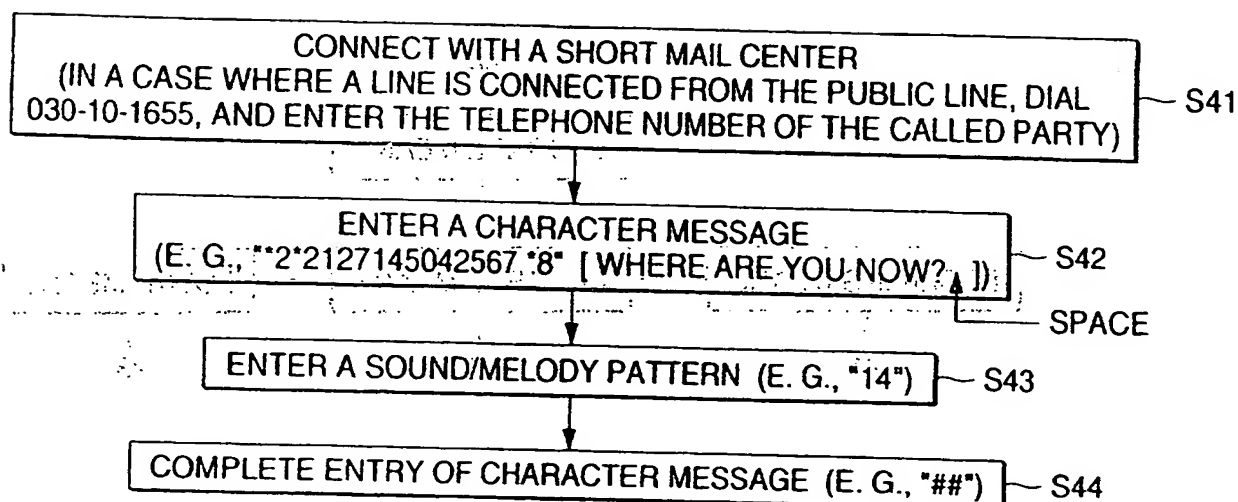 CONNECT WITH A SHORT MAIL CENTER
(IN A CASE WHERE A LINE IS CONNECTED FROM THE PUBLIC LINE, DIAL
030-10-1655, AND ENTER THE TELEPHONE NUMBER OF THE CALLED PARTY)
S41
ENTER A CHARACTER MESSAGE
(E. G., "*2*2127145042567*8" [ WHERE ARE YOU NOW? ])
S42
SPACE
ENTER A SOUND/MELODY PATTERN (E. G., "14")
S43
COMPLETE ENTRY OF CHARACTER MESSAGE (E. G., "##")
S44